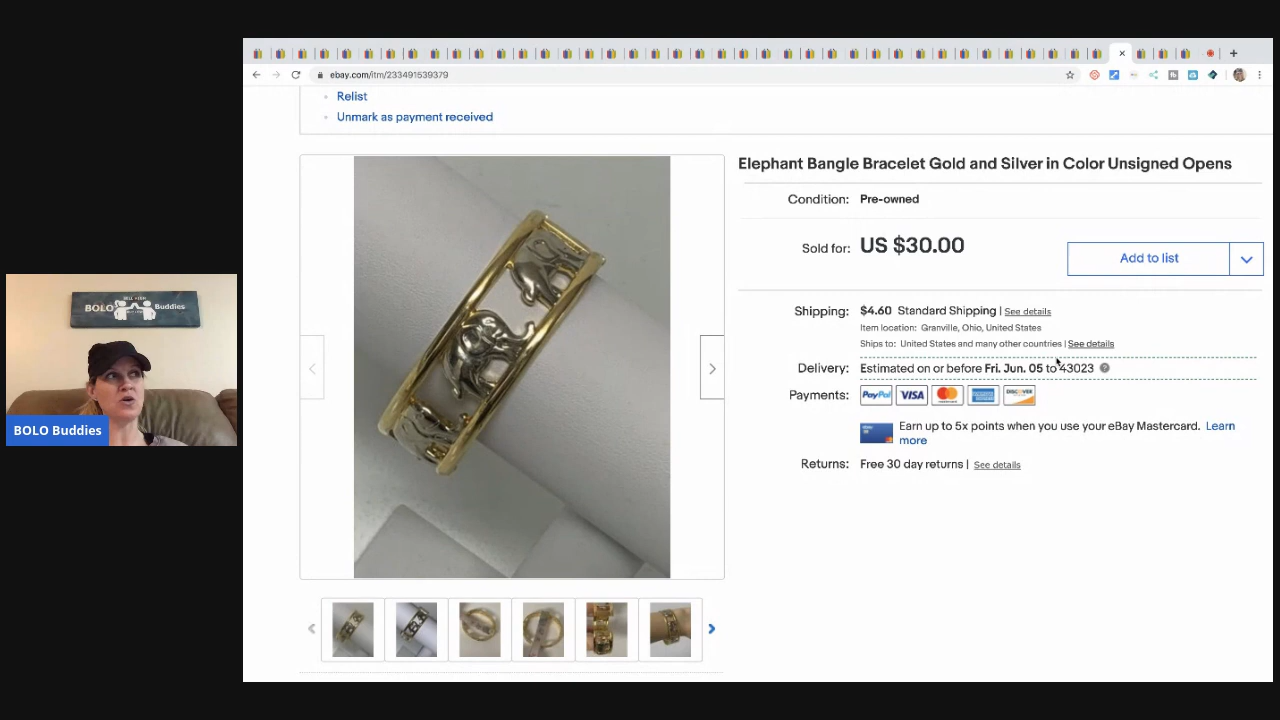 ebay.com/itm/233491539379
Relist
Unmark as payment received
Elephant Bangle Bracelet Gold and Silver in Color Unsigned Opens
Condition: Pre-owned
Sold for: US $30.00
Add to list
Shipping: $4.60 Standard Shipping | See details
Item location: Granville, Ohio, United States
Ships to: United States and many other countries | See details
Delivery: Estimated on or before Fri. Jun. 05 to 43023
Payments: PayPal VISA mastercard DISCOVER
Earn up to 5x points when you use your eBay Mastercard. Learn
more
Returns: Free 30 day returns | See details
BOLO Buddies
BOLO Buddies